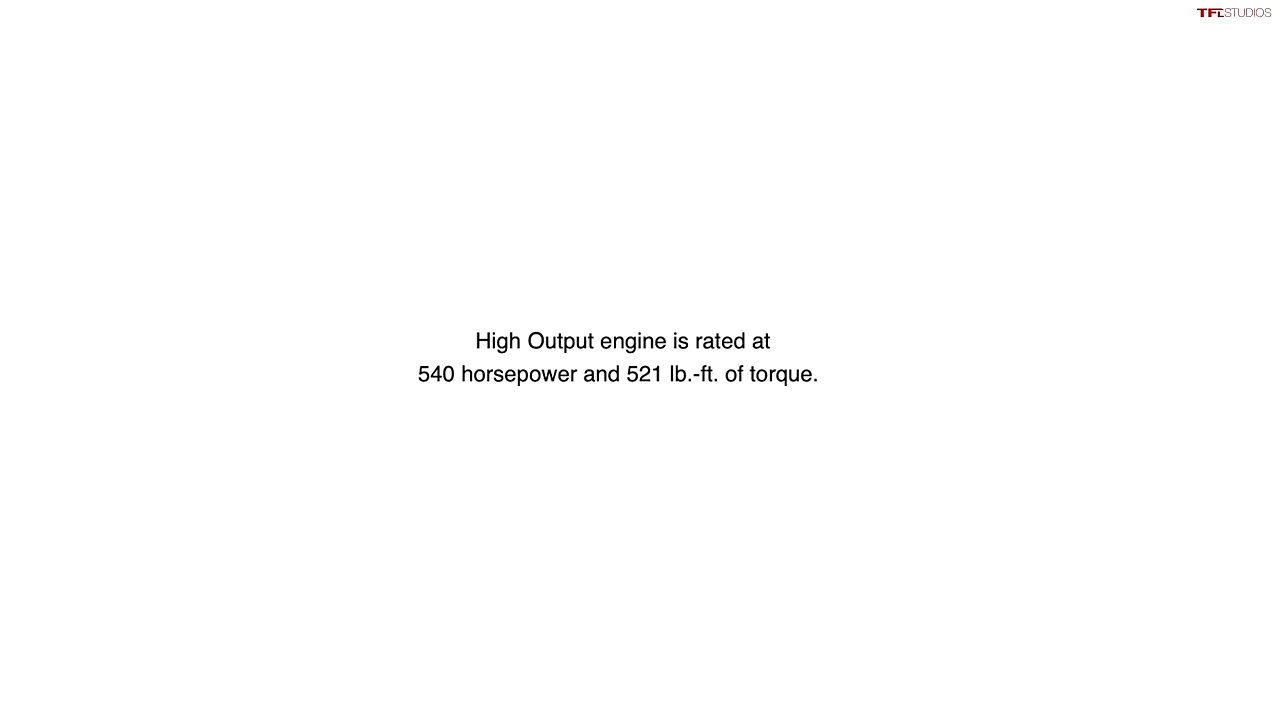 TFLSTUDIOS
High Output engine is rated at
540 horsepower and 521 lb.-ft. of torque.